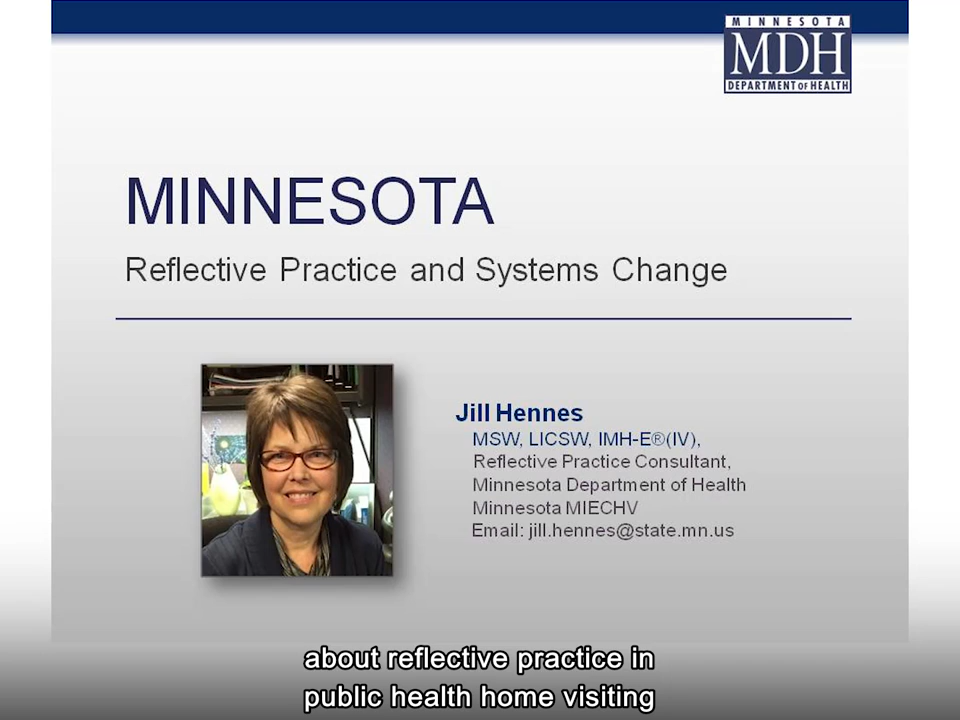 MINNESOTA
MDH
DEPARTMENT OF HEALTH
MINNESOTA
Reflective Practice and Systems Change
Jill Hennes
MSW, LICSW, IMH-E®(IV),
Reflective Practice Consultant,
Minnesota Department of Health
Minnesota MIECHV
Email: jill.hennes@state.mn.us
about reflective practice in
public health home visiting